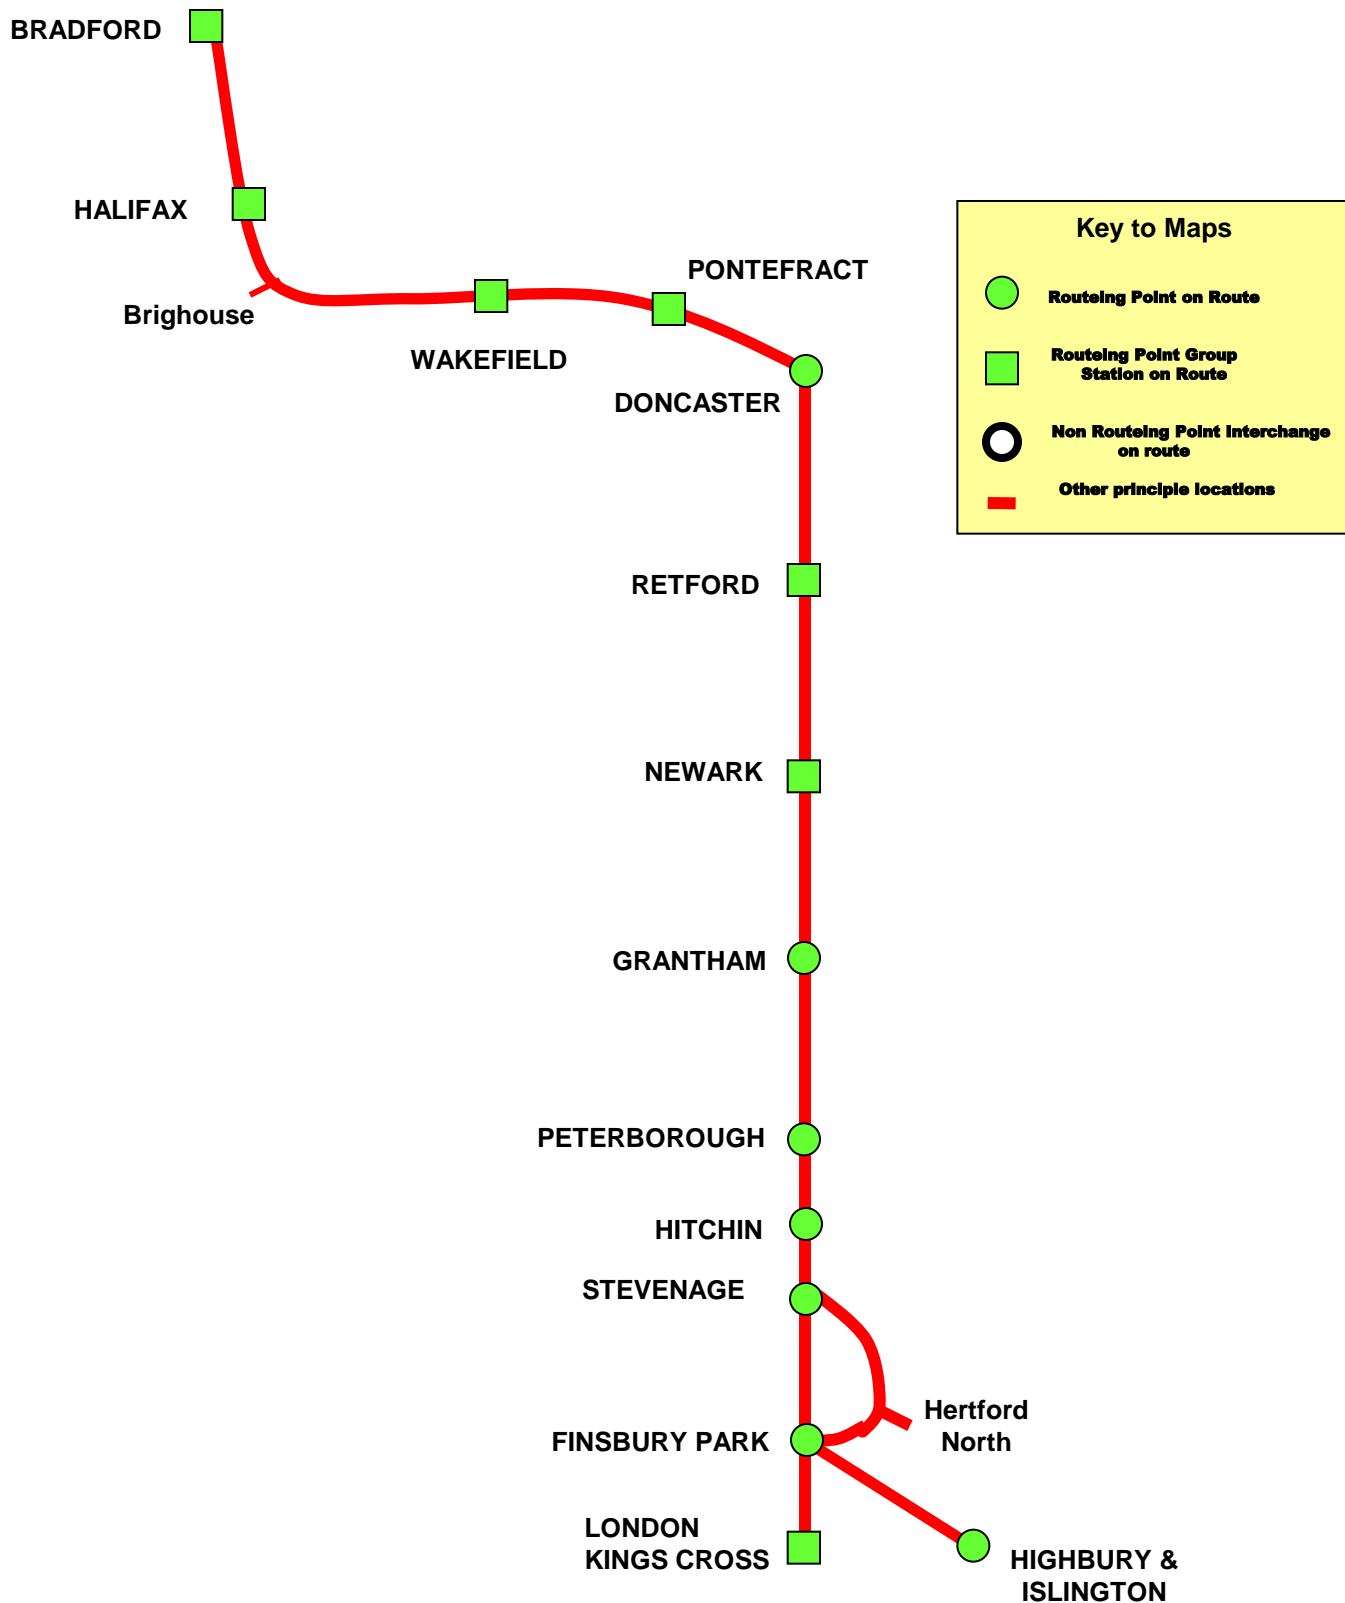 BRADFORD
HALIFAX
Key to Maps
PONTEFRACT
Routeing Point on Route
Brighouse
WAKEFIELD
Routeing Point Group
Station on Route
DONCASTER
Non Routeing Point Interchange
on route
Other principle locations
RETFORD
NEWARK
GRANTHAM
PETERBOROUGH
HITCHIN
STEVENAGE
Hertford
North
FINSBURY PARK
LONDON
KINGS CROSS
HIGHBURY &
ISLINGTON